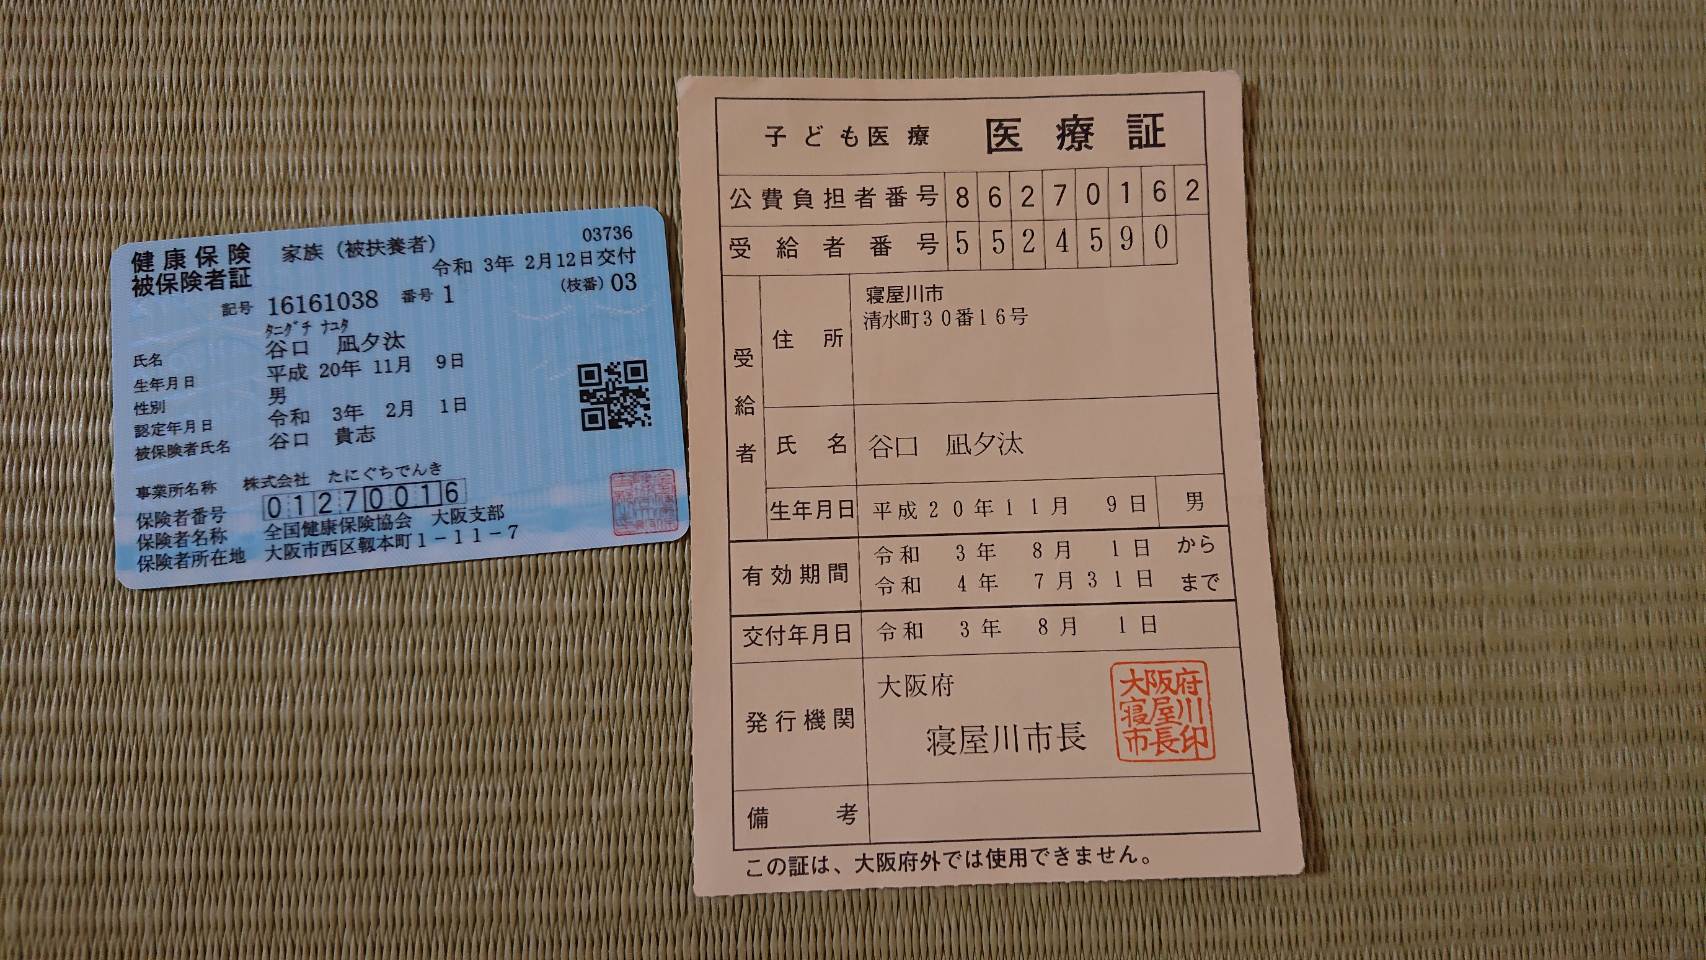 健康保険 家族（被扶養者） 03736
被保険者証 令和 3年 2月12日交付
記号 16161038 番号 1 (枝番) 03
ﾀﾆｸﾞﾁ ﾅﾕﾀ
氏名 谷口 凪夕汰
生年月日 平成 20年 11月 9日
性別 男
認定年月日 令和 3年 2月 1日
被保険者氏名 谷口 貴志
事業所名称 株式会社 たにぐちでんき
保険者番号 01270016
保険者名称 全国健康保険協会 大阪支部
保険者所在地 大阪市西区靱本町1－11－7
子ども医療 医療証
公費負担者番号 86270162
受給者番号 5524590
受給者
住所 寝屋川市
清水町30番16号
氏名 谷口 凪夕汰
生年月日 平成20年11月 9日 男
有効期間 令和 3年 8月 1日 から
令和 4年 7月31日 まで
交付年月日 令和 3年 8月 1日
発行機関 大阪府
寝屋川市長
大阪府
寝屋川
市長印
備考
この証は、大阪府外では使用できません。